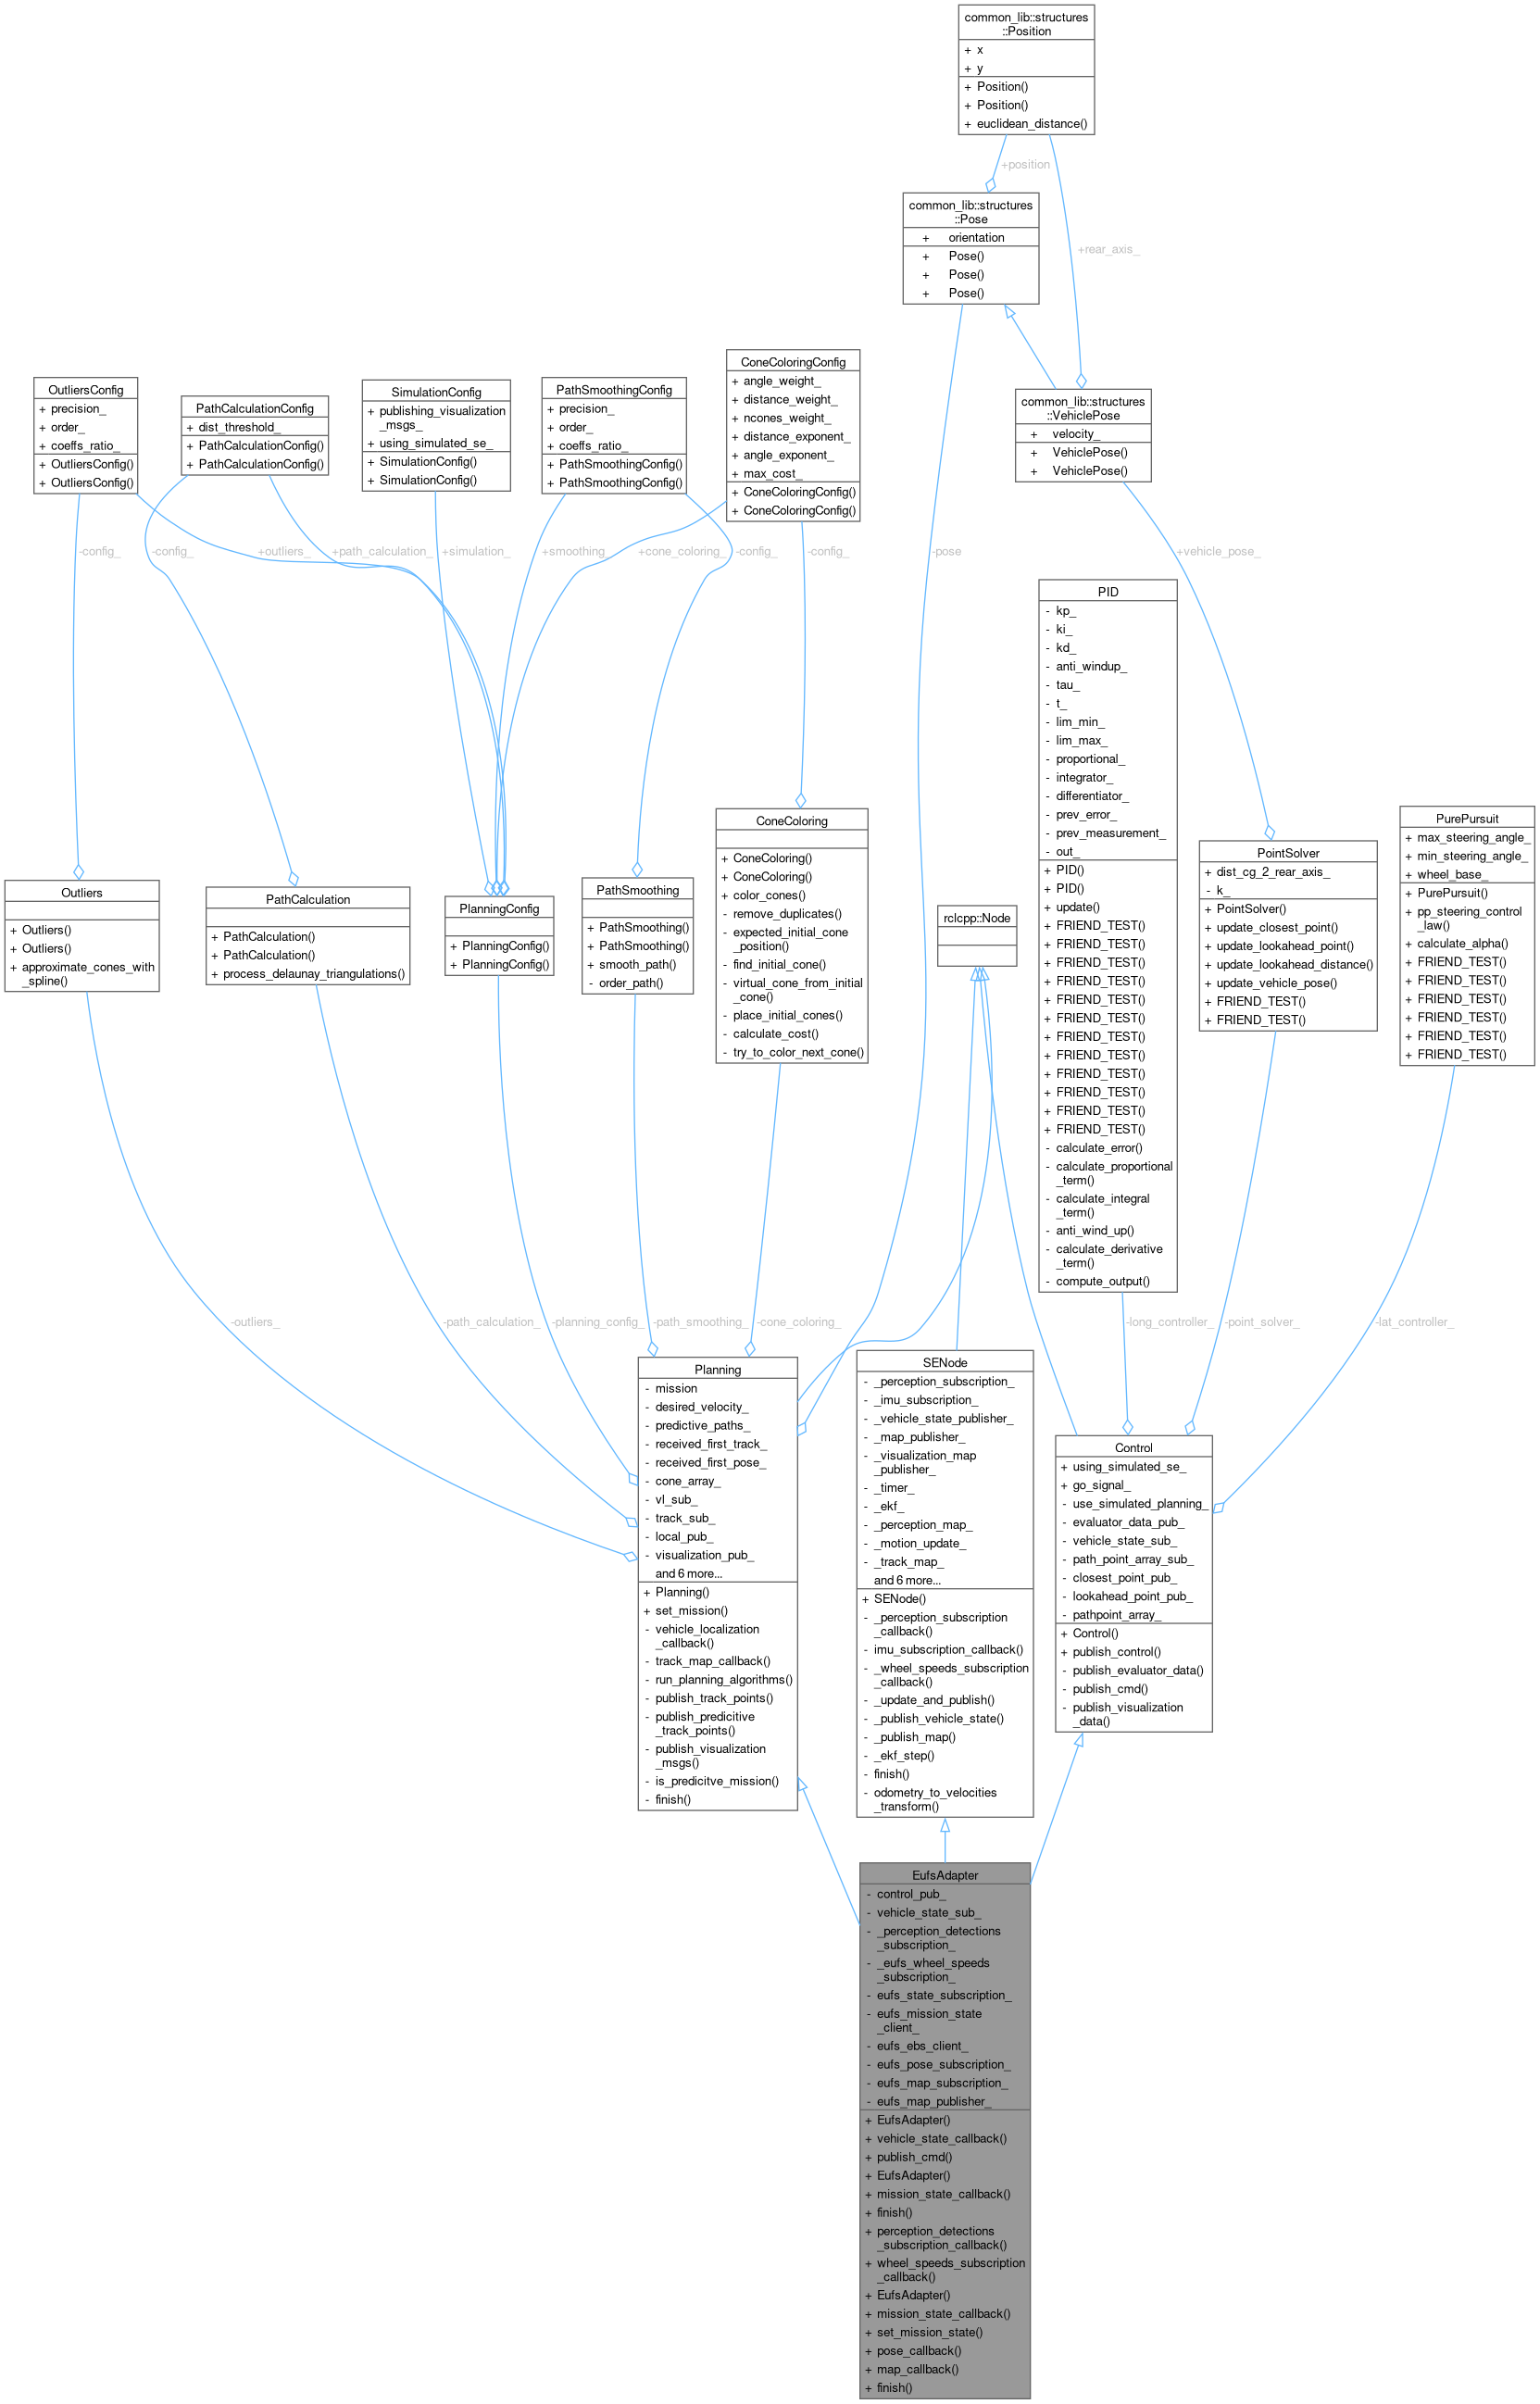 common_lib::structures
::Position
+ x
+ y
+ Position()
+ Position()
+ euclidean_distance()
+position
common_lib::structures
::Pose
+ orientation
+ Pose()
+ Pose()
+ Pose()
+rear_axis_
common_lib::structures
::VehiclePose
+ velocity_
+ VehiclePose()
+ VehiclePose()
OutliersConfig
+ precision_
+ order_
+ coeffs_ratio_
+ OutliersConfig()
+ OutliersConfig()
PathCalculationConfig
+ dist_threshold_
+ PathCalculationConfig()
+ PathCalculationConfig()
SimulationConfig
+ publishing_visualization
_msgs_
+ using_simulated_se_
+ SimulationConfig()
+ SimulationConfig()
PathSmoothingConfig
+ precision_
+ order_
+ coeffs_ratio_
+ PathSmoothingConfig()
+ PathSmoothingConfig()
ConeColoringConfig
+ angle_weight_
+ distance_weight_
+ ncones_weight_
+ distance_exponent_
+ angle_exponent_
+ max_cost_
+ ConeColoringConfig()
+ ConeColoringConfig()
-config_
-config_
+outliers_
+path_calculation_
+simulation_
+smoothing_
+cone_coloring_
-config_
-config_
-pose
+vehicle_pose_
PID
- kp_
- ki_
- kd_
- anti_windup_
- tau_
- t_
- lim_min_
- lim_max_
- proportional_
- integrator_
- differentiator_
- prev_error_
- prev_measurement_
- out_
+ PID()
+ PID()
+ update()
+ FRIEND_TEST()
+ FRIEND_TEST()
+ FRIEND_TEST()
+ FRIEND_TEST()
+ FRIEND_TEST()
+ FRIEND_TEST()
+ FRIEND_TEST()
+ FRIEND_TEST()
+ FRIEND_TEST()
+ FRIEND_TEST()
+ FRIEND_TEST()
+ FRIEND_TEST()
- calculate_error()
- calculate_proportional
_term()
- calculate_integral
_term()
- anti_wind_up()
- calculate_derivative
_term()
- compute_output()
Outliers
+ Outliers()
+ Outliers()
+ approximate_cones_with
_spline()
PathCalculation
+ PathCalculation()
+ PathCalculation()
+ process_delaunay_triangulations()
PlanningConfig
+ PlanningConfig()
+ PlanningConfig()
PathSmoothing
+ PathSmoothing()
+ PathSmoothing()
+ smooth_path()
- order_path()
ConeColoring
+ ConeColoring()
+ ConeColoring()
+ color_cones()
- remove_duplicates()
- expected_initial_cone
_position()
- find_initial_cone()
- virtual_cone_from_initial
_cone()
- place_initial_cones()
- calculate_cost()
- try_to_color_next_cone()
rclcpp::Node
PointSolver
+ dist_cg_2_rear_axis_
- k_
+ PointSolver()
+ update_closest_point()
+ update_lookahead_point()
+ update_lookahead_distance()
+ update_vehicle_pose()
+ FRIEND_TEST()
+ FRIEND_TEST()
PurePursuit
+ max_steering_angle_
+ min_steering_angle_
+ wheel_base_
+ PurePursuit()
+ pp_steering_control
_law()
+ calculate_alpha()
+ FRIEND_TEST()
+ FRIEND_TEST()
+ FRIEND_TEST()
+ FRIEND_TEST()
+ FRIEND_TEST()
+ FRIEND_TEST()
-outliers_
-path_calculation_
-planning_config_
-path_smoothing_
-cone_coloring_
-long_controller_
-point_solver_
-lat_controller_
Planning
- mission
- desired_velocity_
- predictive_paths_
- received_first_track_
- received_first_pose_
- cone_array_
- vl_sub_
- track_sub_
- local_pub_
- visualization_pub_
and 6 more...
+ Planning()
+ set_mission()
- vehicle_localization
_callback()
- track_map_callback()
- run_planning_algorithms()
- publish_track_points()
- publish_predicitive
_track_points()
- publish_visualization
_msgs()
- is_predicitve_mission()
- finish()
SENode
- _perception_subscription_
- _imu_subscription_
- _vehicle_state_publisher_
- _map_publisher_
- _visualization_map
_publisher_
- _timer_
- _ekf_
- _perception_map_
- _motion_update_
- _track_map_
and 6 more...
+ SENode()
- _perception_subscription
_callback()
- imu_subscription_callback()
- _wheel_speeds_subscription
_callback()
- _update_and_publish()
- _publish_vehicle_state()
- _publish_map()
- _ekf_step()
- finish()
- odometry_to_velocities
_transform()
Control
+ using_simulated_se_
+ go_signal_
- use_simulated_planning_
- evaluator_data_pub_
- vehicle_state_sub_
- path_point_array_sub_
- closest_point_pub_
- lookahead_point_pub_
- pathpoint_array_
+ Control()
+ publish_control()
- publish_evaluator_data()
- publish_cmd()
- publish_visualization
_data()
EufsAdapter
- control_pub_
- vehicle_state_sub_
- _perception_detections
_subscription_
- _eufs_wheel_speeds
_subscription_
- eufs_state_subscription_
- eufs_mission_state
_client_
- eufs_ebs_client_
- eufs_pose_subscription_
- eufs_map_subscription_
- eufs_map_publisher_
+ EufsAdapter()
+ vehicle_state_callback()
+ publish_cmd()
+ EufsAdapter()
+ mission_state_callback()
+ finish()
+ perception_detections
_subscription_callback()
+ wheel_speeds_subscription
_callback()
+ EufsAdapter()
+ mission_state_callback()
+ set_mission_state()
+ pose_callback()
+ map_callback()
+ finish()